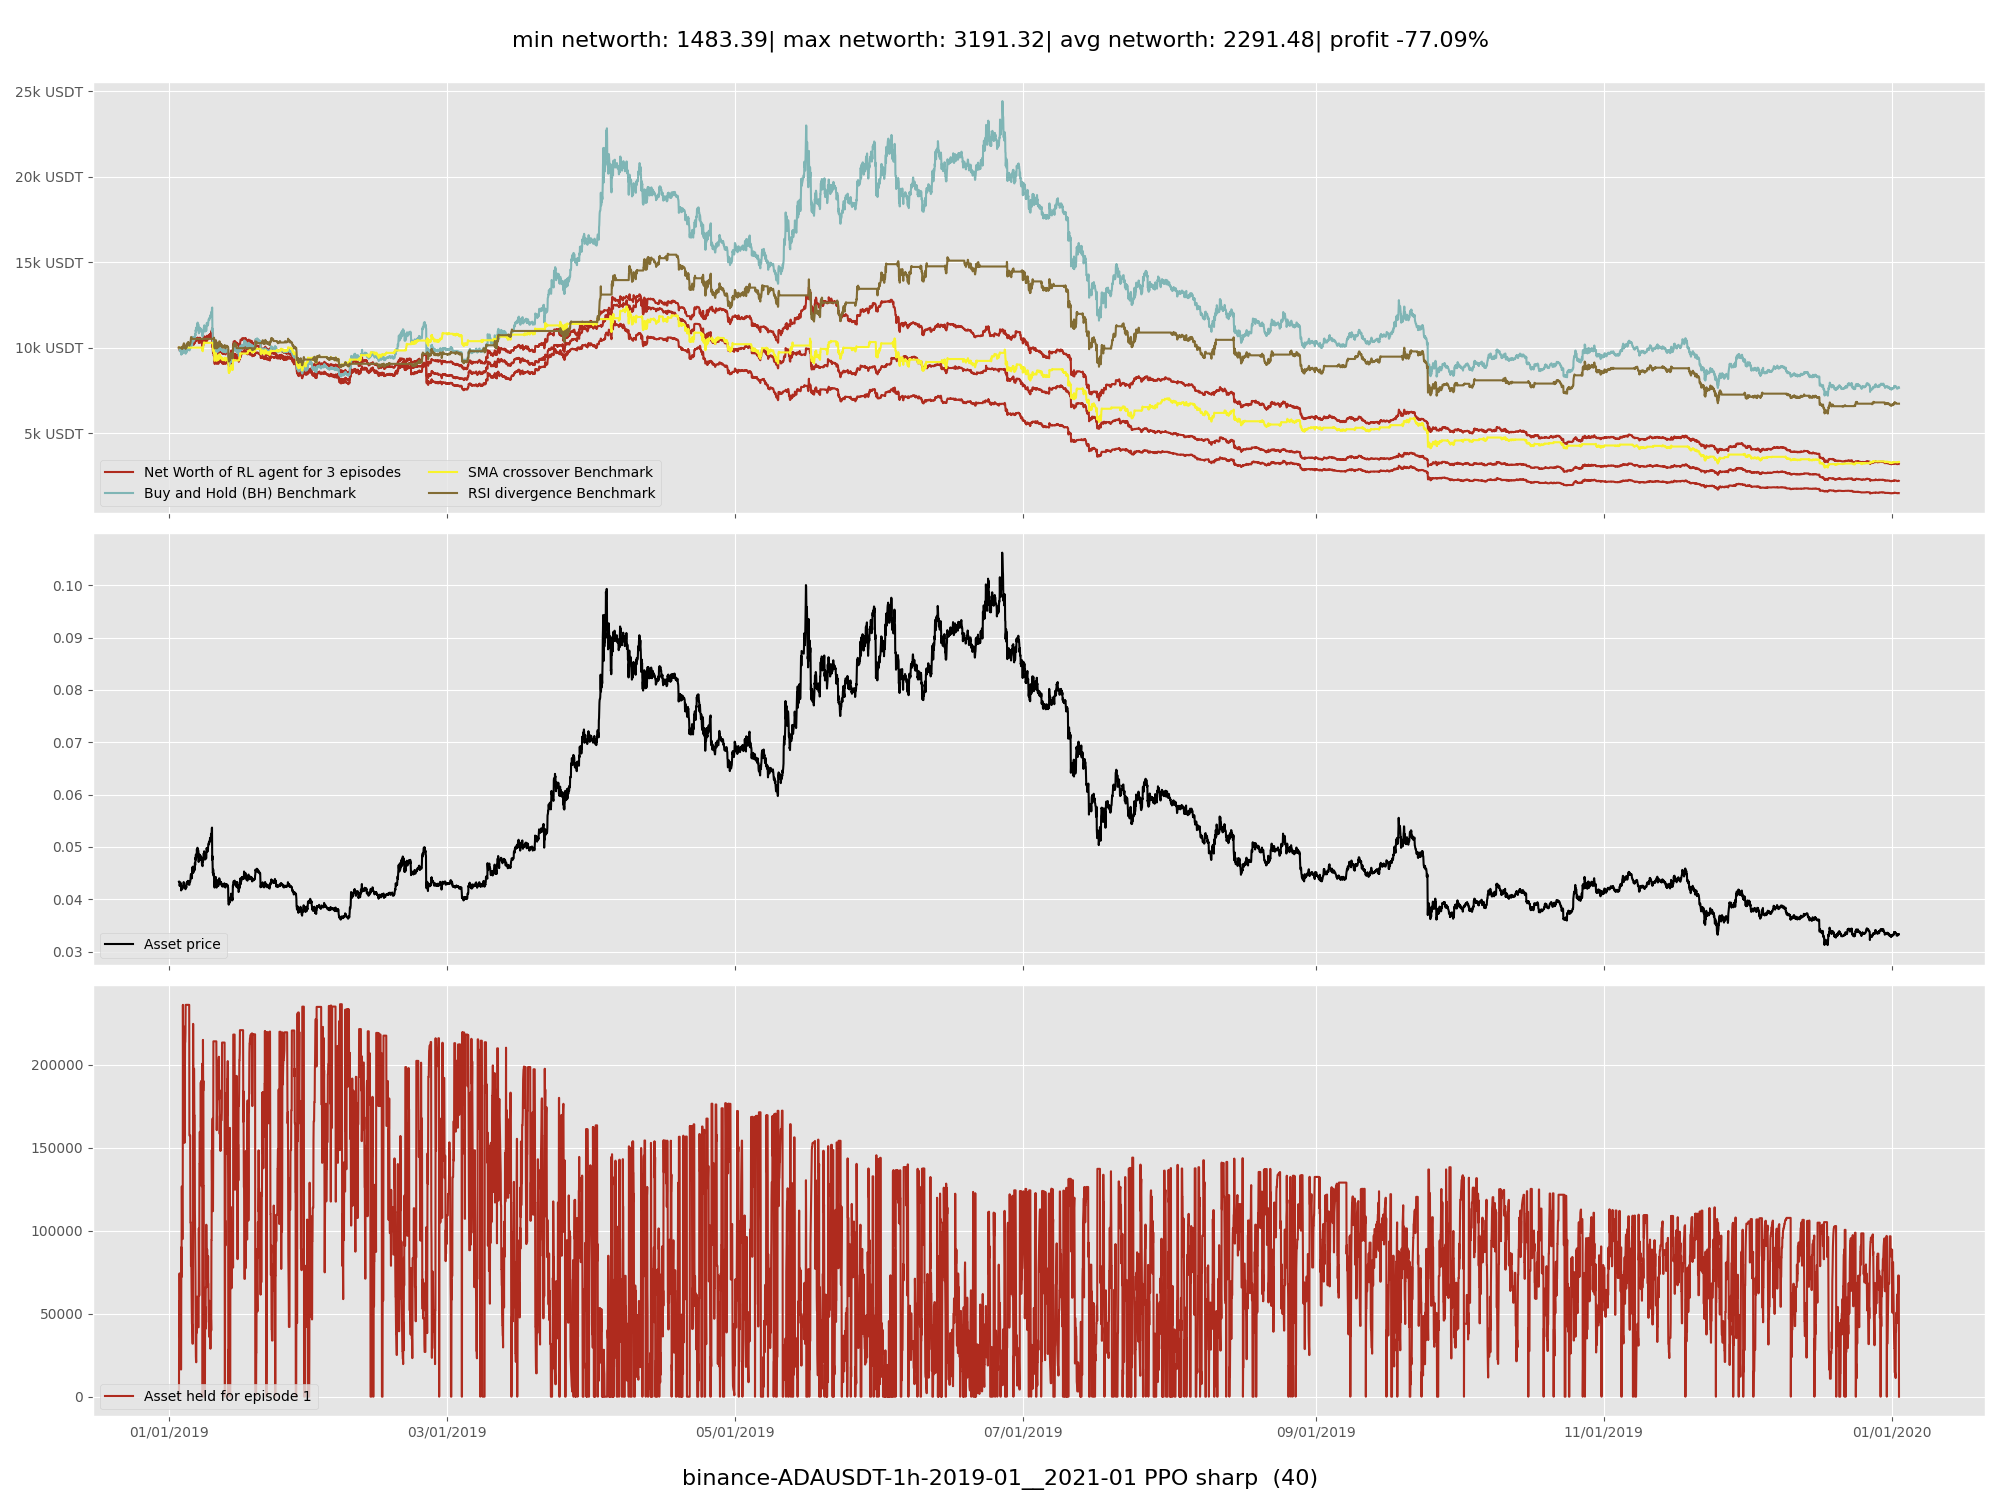 min networth: 1483.39| max networth: 3191.32| avg networth: 2291.48| profit -77.09%
25k USDT
20k USDT
15k USDT
10k USDT
5k USDT
Net Worth of RL agent for 3 episodes
Buy and Hold (BH) Benchmark
SMA crossover Benchmark
RSI divergence Benchmark
0.10
0.09
0.08
0.07
0.06
0.05
0.04
0.03
Asset price
200000
150000
100000
50000
0
Asset held for episode 1
01/01/2019 03/01/2019 05/01/2019 07/01/2019 09/01/2019 11/01/2019 01/01/2020
binance-ADAUSDT-1h-2019-01__2021-01 PPO sharp (40)